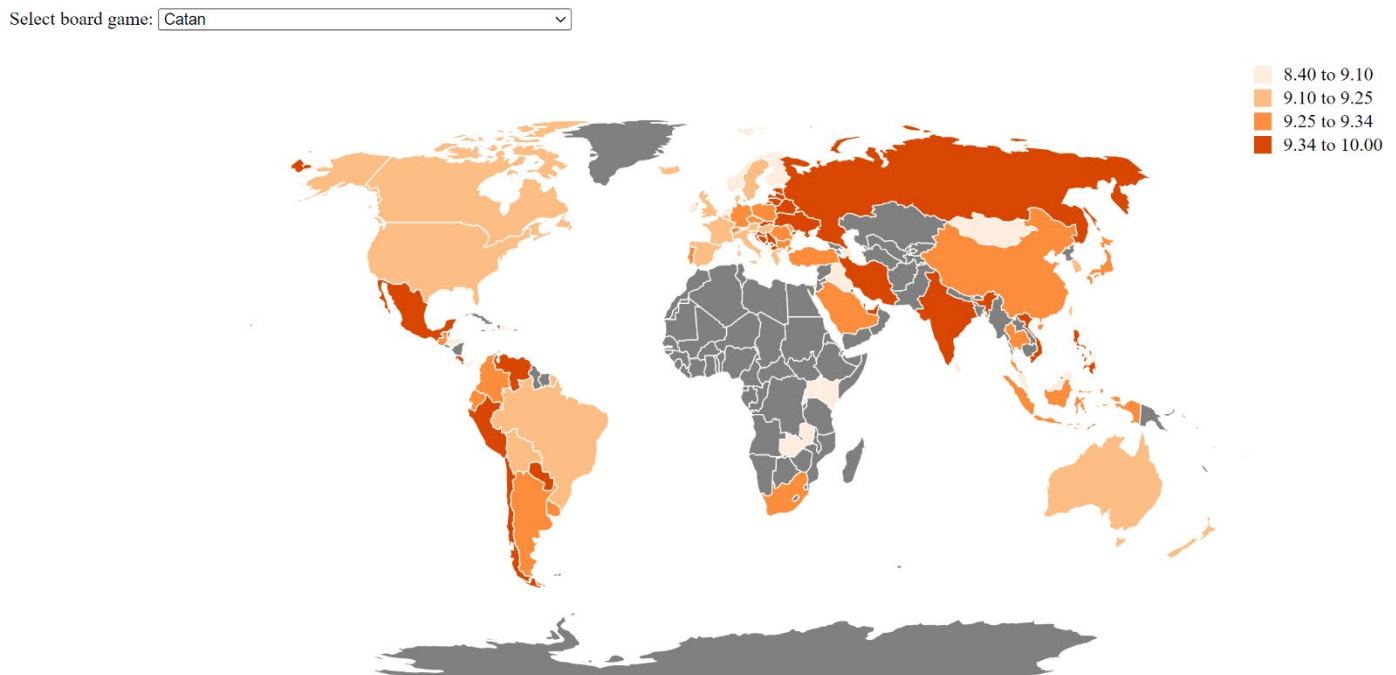 Select board game: Catan
8.40 to 9.10
9.10 to 9.25
9.25 to 9.34
9.34 to 10.00